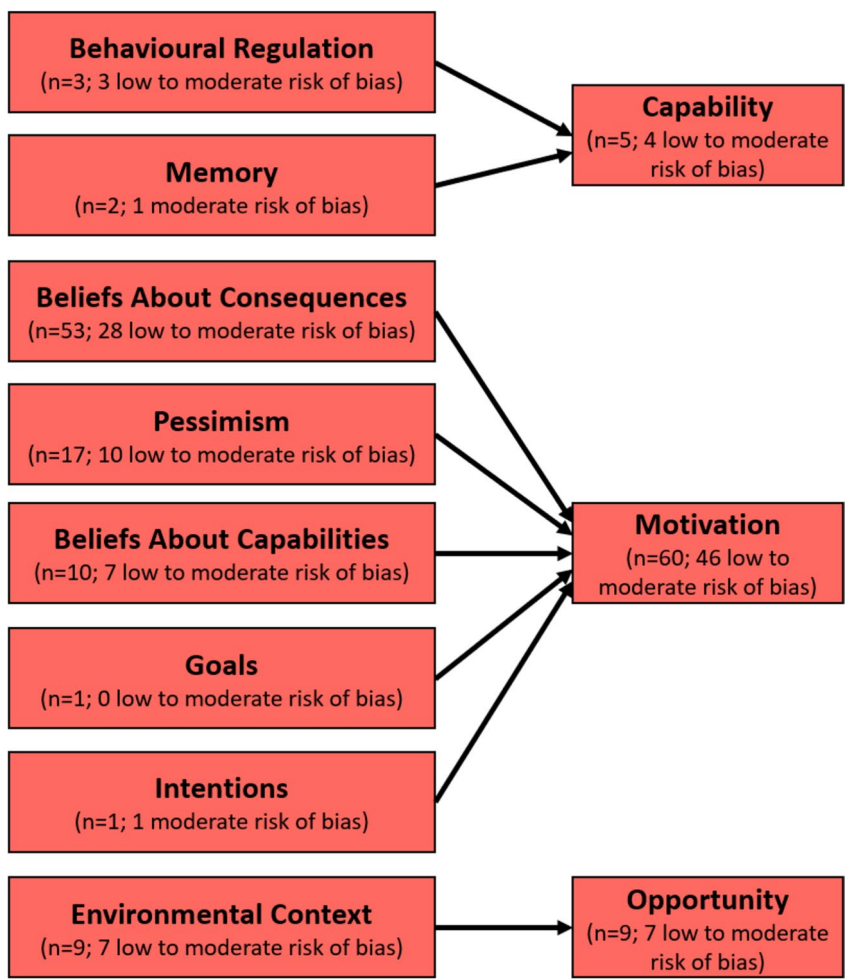 Behavioural Regulation
(n=3; 3 low to moderate risk of bias)
Memory
(n=2; 1 moderate risk of bias)
Capability
(n=5; 4 low to moderate
risk of bias)
Beliefs About Consequences
(n=53; 28 low to moderate risk of bias)
Pessimism
(n=17; 10 low to moderate risk of bias)
Beliefs About Capabilities
(n=10; 7 low to moderate risk of bias)
Goals
(n=1; 0 low to moderate risk of bias)
Intentions
(n=1; 1 moderate risk of bias)
Motivation
(n=60; 46 low to
moderate risk of bias)
Environmental Context
(n=9; 7 low to moderate risk of bias)
Opportunity
(n=9; 7 low to moderate
risk of bias)